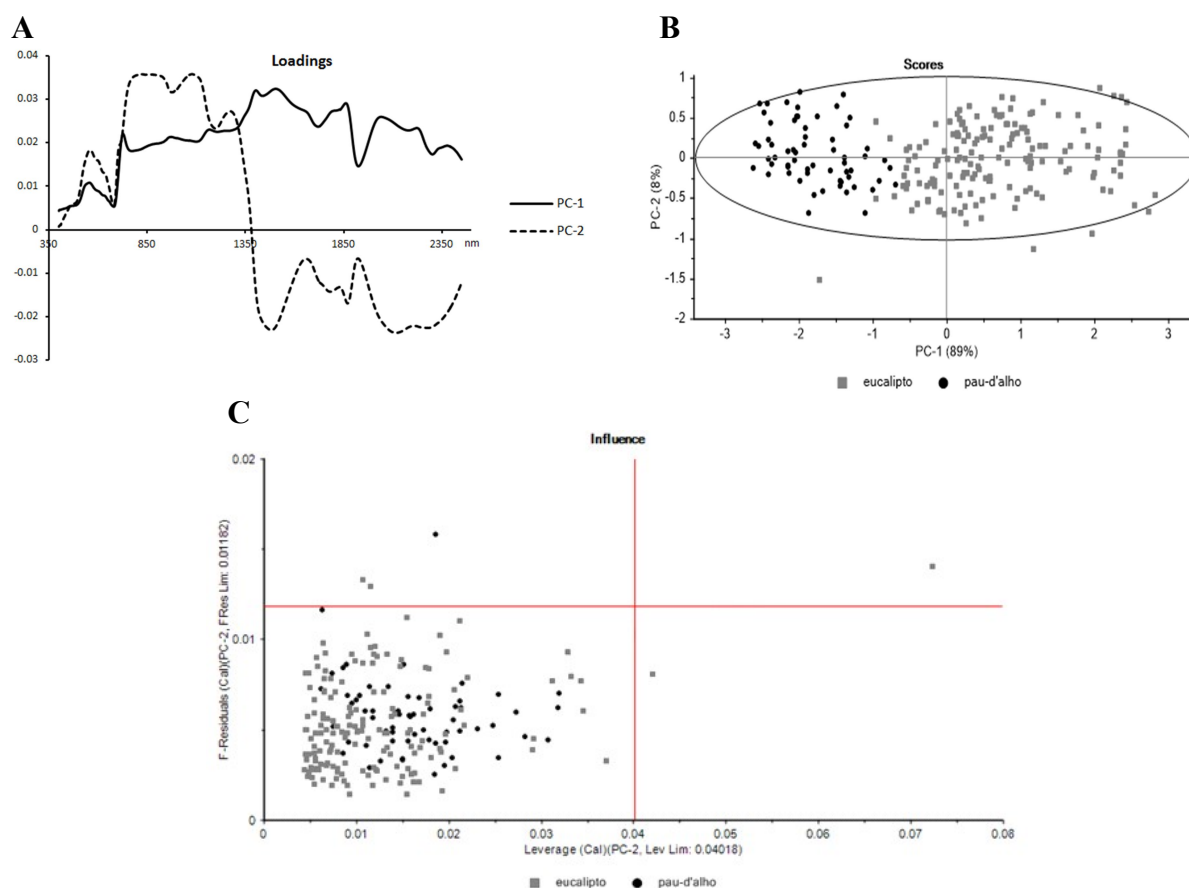 A
Loadings
0.04
0.03
0.02
0.01
0
-0.01
-0.02
-0.03
350
850
1350
1850
2350
nm
PC-1
PC-2
B
Scores
1
0.5
0
-0.5
-1
-1.5
-2
PC-2 (8%)
-3
-2
-1
0
1
2
3
PC-1 (89%)
eucalipto
pau-d'alho
C
Influence
0.02
0.01
0
F-Residuals (Cal)(PC-2, FRes Lim: 0.01182)
0
0.01
0.02
0.03
0.04
0.05
0.06
0.07
0.08
Leverage (Cal)(PC-2, Lev Lim: 0.04018)
eucalipto
pau-d'alho